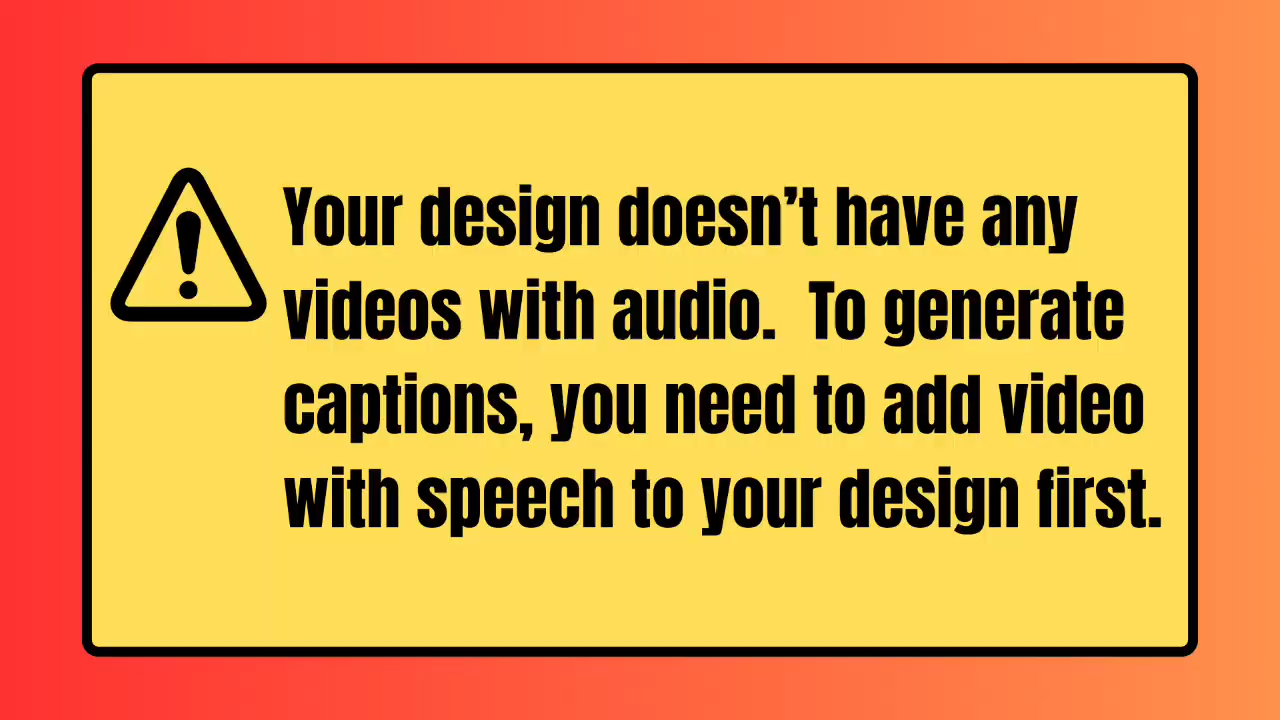 Your design doesn’t have any
videos with audio.  To generate
captions, you need to add video
with speech to your design first.